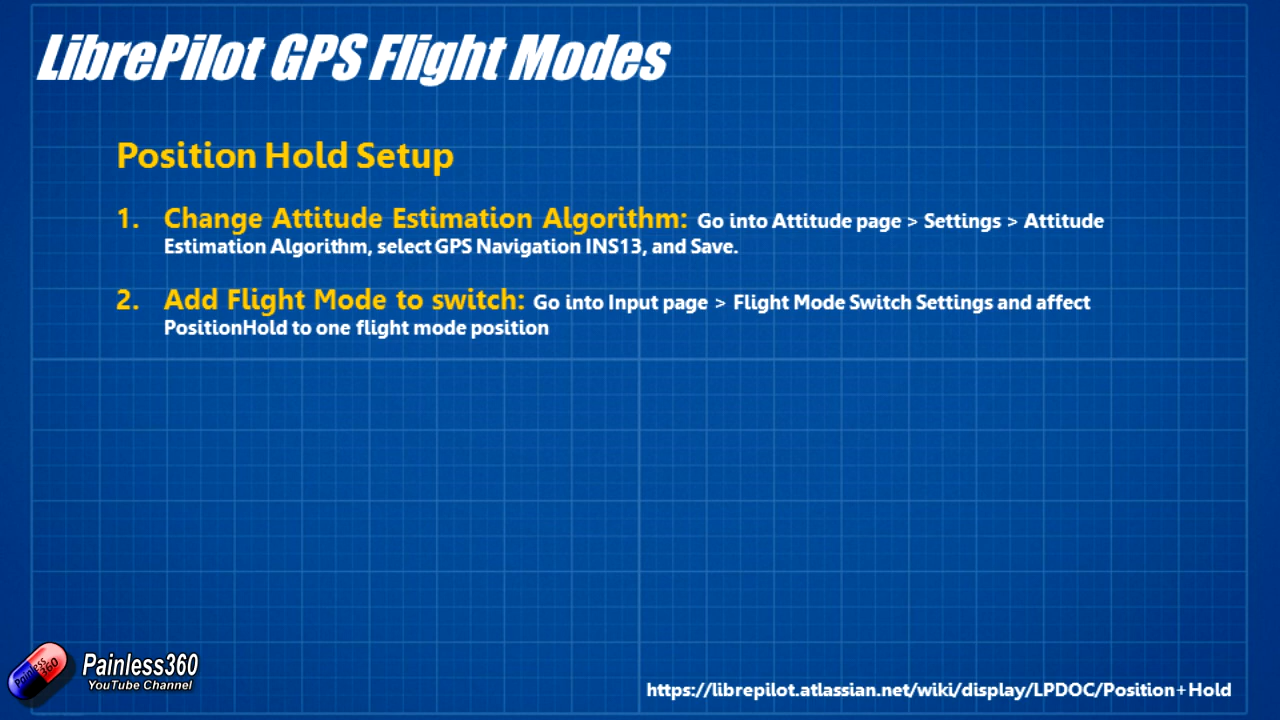 LibrePilot GPS Flight Modes
Position Hold Setup
1. Change Attitude Estimation Algorithm: Go into Attitude page > Settings > Attitude
Estimation Algorithm, select GPS Navigation INS13, and Save.
2. Add Flight Mode to switch: Go into Input page > Flight Mode Switch Settings and affect
PositionHold to one flight mode position
Painless
360
Painless360
YouTube Channel
https://librepilot.atlassian.net/wiki/display/LPDOC/Position+Hold